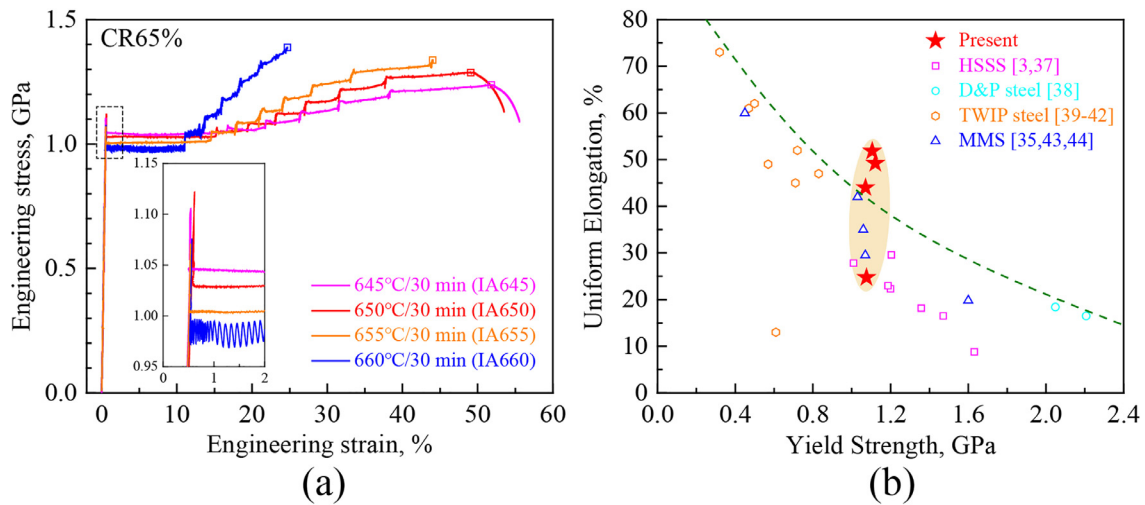 CR65%
1.5
1.0
0.5
0.0
Engineering stress, GPa
1.15
1.10
1.05
1.00
0.95
0 1 2
645°C/30 min (IA645)
650°C/30 min (IA650)
655°C/30 min (IA655)
660°C/30 min (IA660)
0 10 20 30 40 50 60
Engineering strain, %
(a)
80
70
60
50
40
30
20
10
0
Uniform Elongation, %
Present
HSSS [3,37]
D&P steel [38]
TWIP steel [39-42]
MMS [35,43,44]
0.0 0.4 0.8 1.2 1.6 2.0 2.4
Yield Strength, GPa
(b)